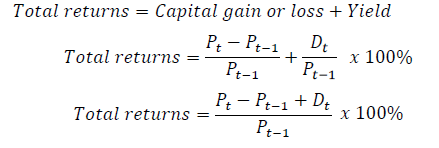 Total returns = Capital gain or loss + Yield
Total returns = (P_t − P_{t−1})/P_{t−1} + D_t/P_{t−1} x 100%
Total returns = (P_t − P_{t−1} + D_t)/P_{t−1} x 100%